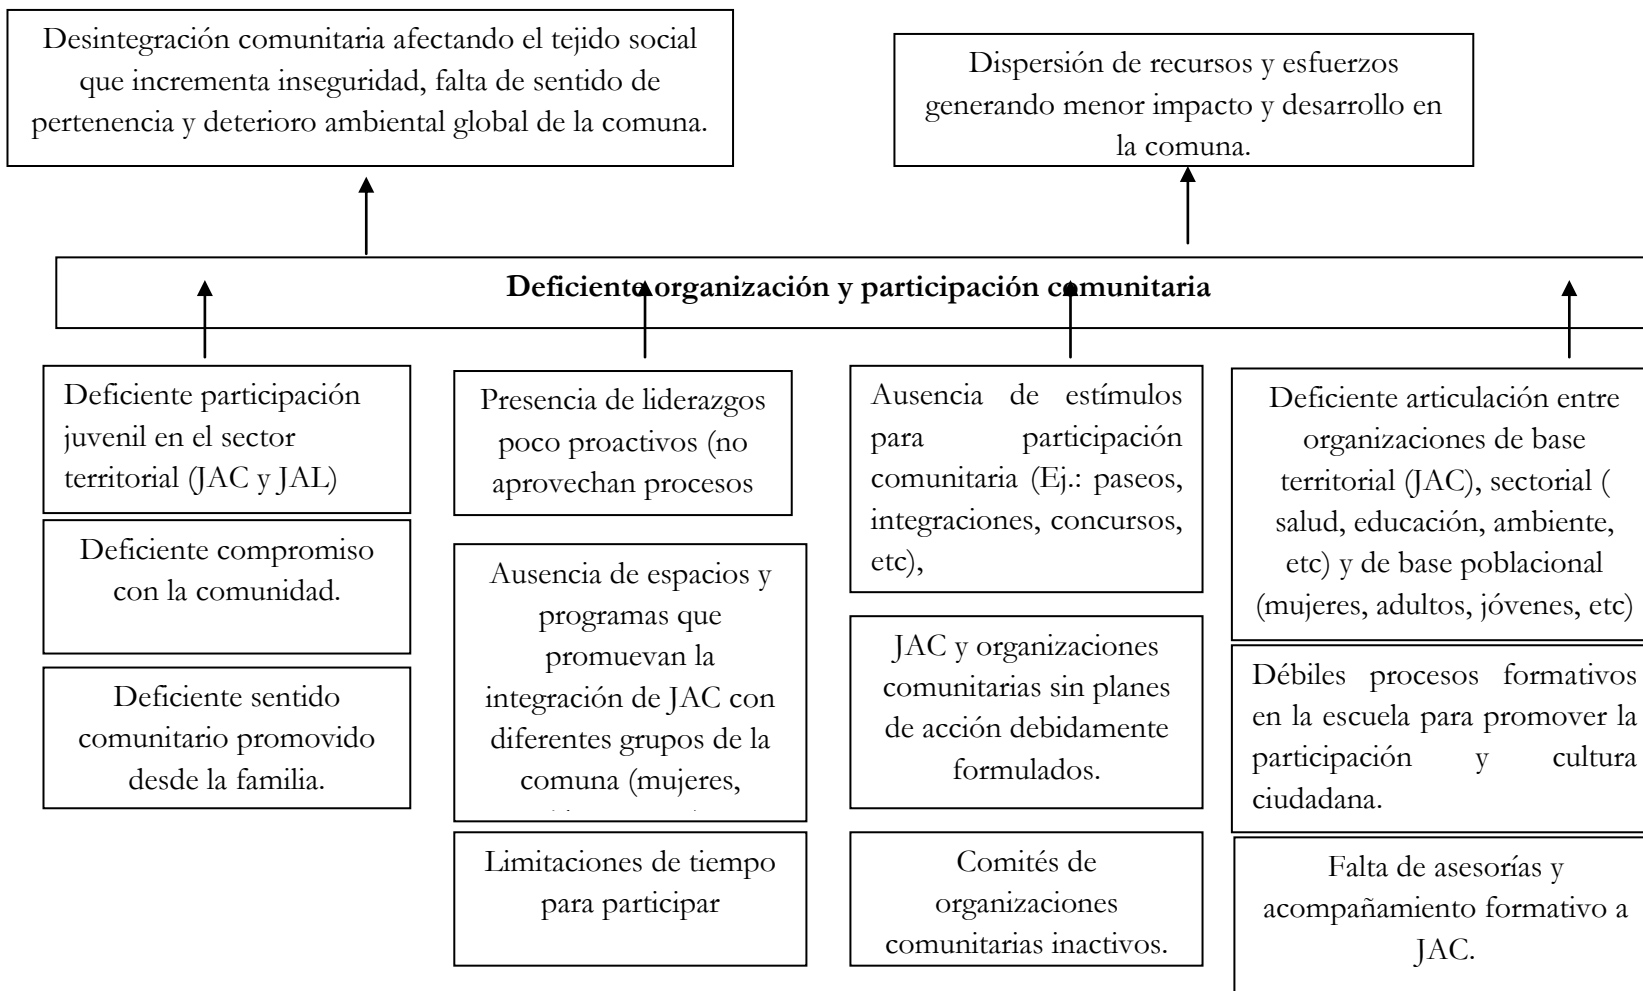 Desintegración comunitaria afectando el tejido social
que incrementa inseguridad, falta de sentido de
pertenencia y deterioro ambiental global de la comuna.
Dispersión de recursos y esfuerzos
generando menor impacto y desarrollo en
la comuna.
Deficiente organización y participación comunitaria
Deficiente participación
juvenil en el sector
territorial (JAC y JAL)
Deficiente compromiso
con la comunidad.
Deficiente sentido
comunitario promovido
desde la familia.
Presencia de liderazgos
poco proactivos (no
aprovechan procesos
Ausencia de espacios y
programas que
promuevan la
integración de JAC con
diferentes grupos de la
comuna (mujeres,
Limitaciones de tiempo
para participar
Ausencia de estímulos
para participación
comunitaria (Ej.: paseos,
integraciones, concursos,
etc),
JAC y organizaciones
comunitarias sin planes
de acción debidamente
formulados.
Comités de
organizaciones
comunitarias inactivos.
Deficiente articulación entre
organizaciones de base
territorial (JAC), sectorial (
salud, educación, ambiente,
etc) y de base poblacional
(mujeres, adultos, jóvenes, etc)
Débiles procesos formativos
en la escuela para promover la
participación y cultura
ciudadana.
Falta de asesorías y
acompañamiento formativo a
JAC.